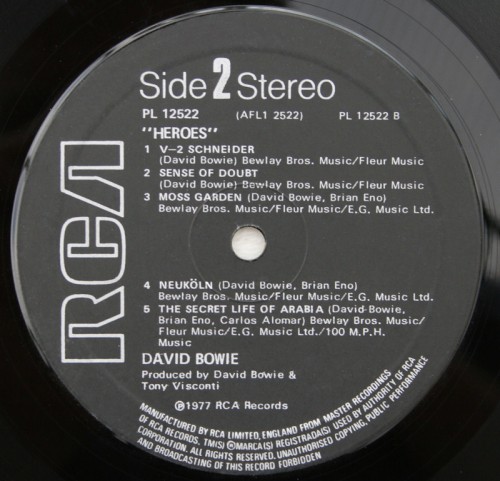 Side 2 Stereo
PL 12522 (AFL1 2522) PL 12522 B
"HEROES"
1 V-2 SCHNEIDER
(David Bowie) Bewlay Bros. Music/Fleur Music
2 SENSE OF DOUBT
(David Bowie) Bewlay Bros. Music/Fleur Music
3 MOSS GARDEN (David Bowie, Brian Eno)
Bewlay Bros. Music/Fleur Music/E.G. Music Ltd.
RCA
4 NEUKÖLN (David Bowie, Brian Eno)
Bewlay Bros. Music/Fleur Music/E.G. Music Ltd.
5 THE SECRET LIFE OF ARABIA (David Bowie,
Brian Eno, Carlos Alomar) Bewlay Bros. Music/
Fleur Music/E.G. Music Ltd./100 M.P.H.
Music
DAVID BOWIE
Produced by David Bowie &
Tony Visconti
℗1977 RCA Records
MANUFACTURED BY RCA LIMITED, ENGLAND FROM MASTER RECORDINGS
OF RCA RECORDS. TM(S) ®MARCA(S) REGISTRADA(S) USED BY AUTHORITY OF RCA
CORPORATION. ALL RIGHTS RESERVED. UNAUTHORISED COPYING, PUBLIC PERFORMANCE
AND BROADCASTING OF THIS RECORD FORBIDDEN